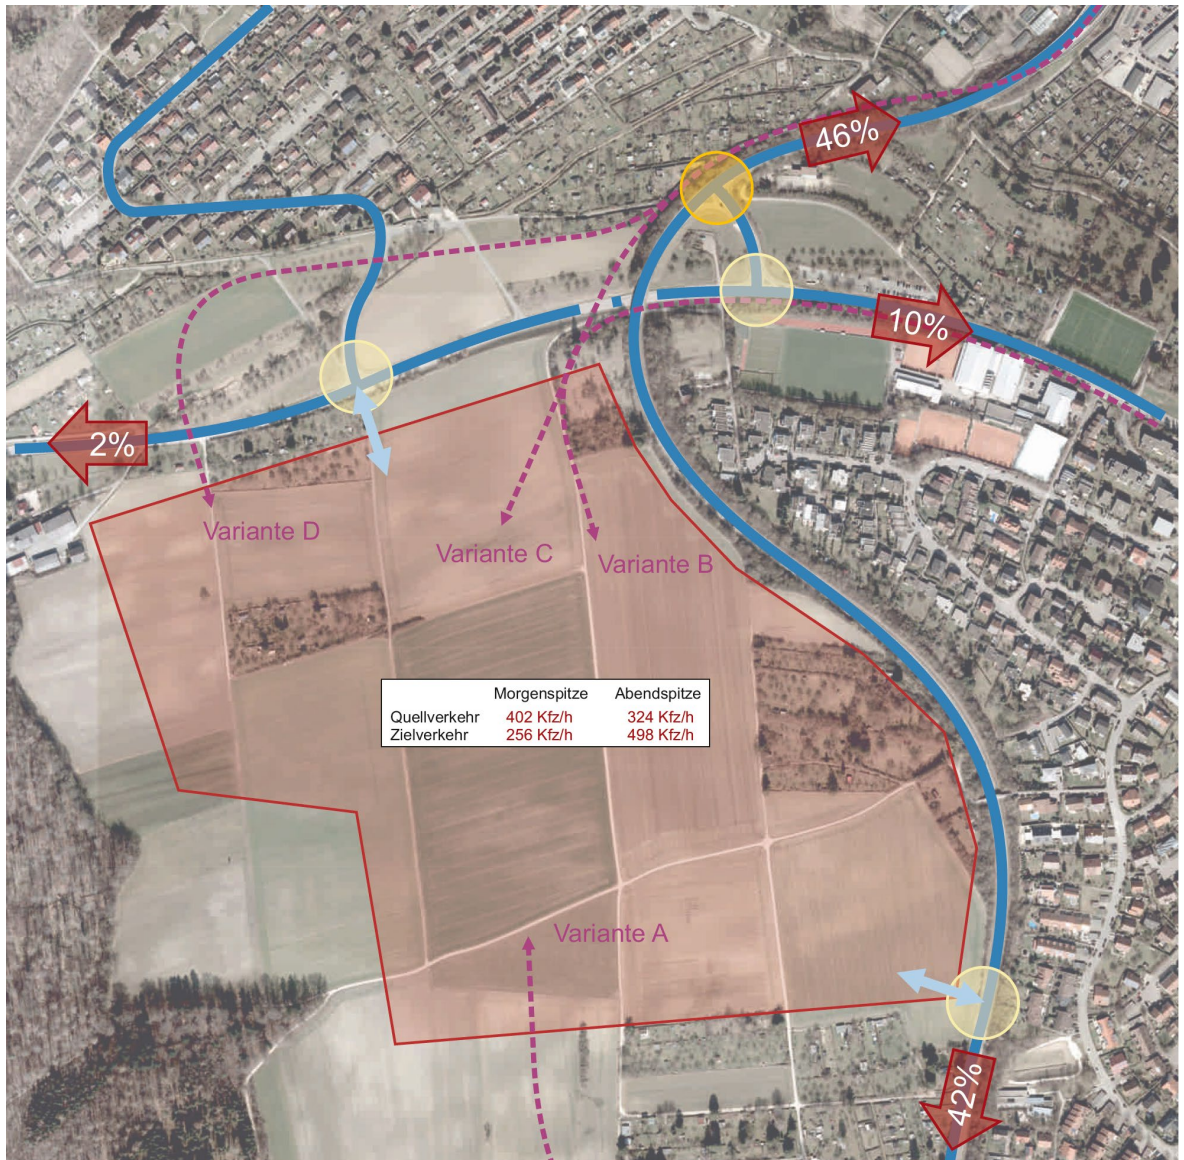 46%
10%
2%
Variante D
Variante C
Variante B
Morgenspitze Abendspitze
Quellverkehr 402 Kfz/h 324 Kfz/h
Zielverkehr 256 Kfz/h 498 Kfz/h
Variante A
42%